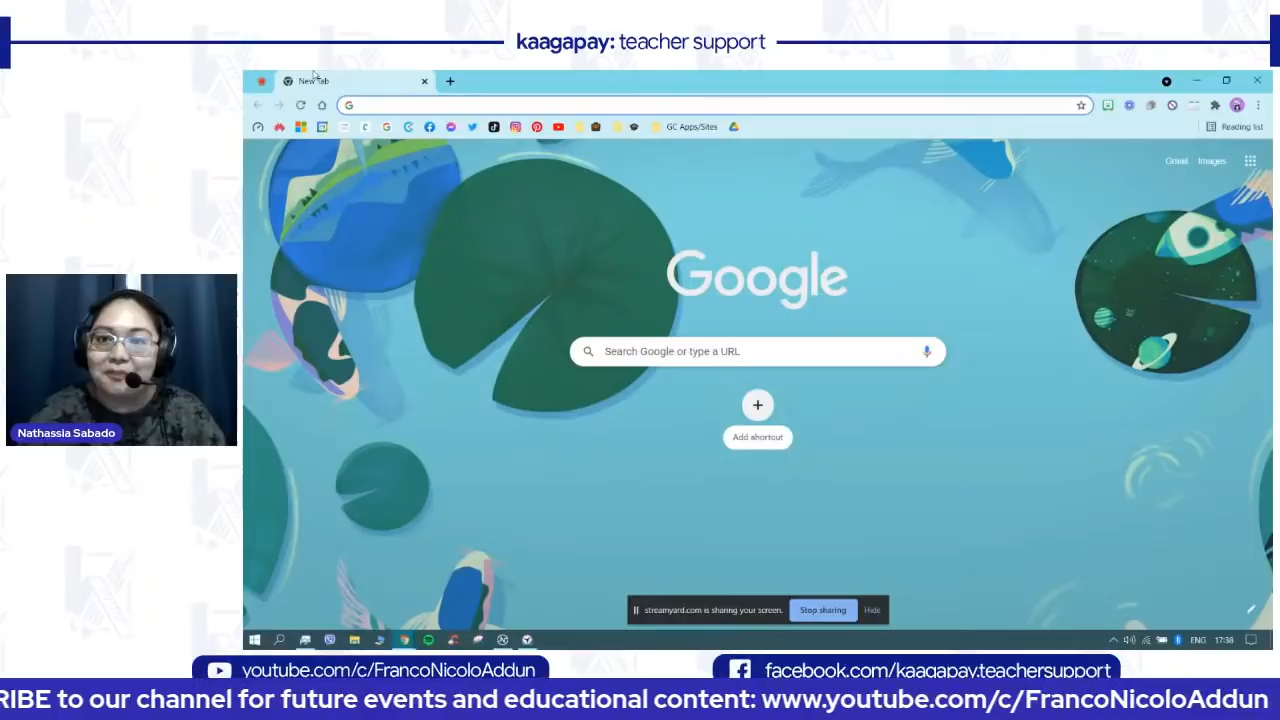 kaagapay: teacher support
New Tab
GC Apps/Sites
Reading list
Gmail
Images
Google
Search Google or type a URL
Add shortcut
Nathassia Sabado
streamyard.com is sharing your screen.
Stop sharing
Hide
ENG
17:38
youtube.com/c/FrancoNicoloAddun
facebook.com/kaagapay.teachersupport
RIBE to our channel for future events and educational content: www.youtube.com/c/FrancoNicoloAddun